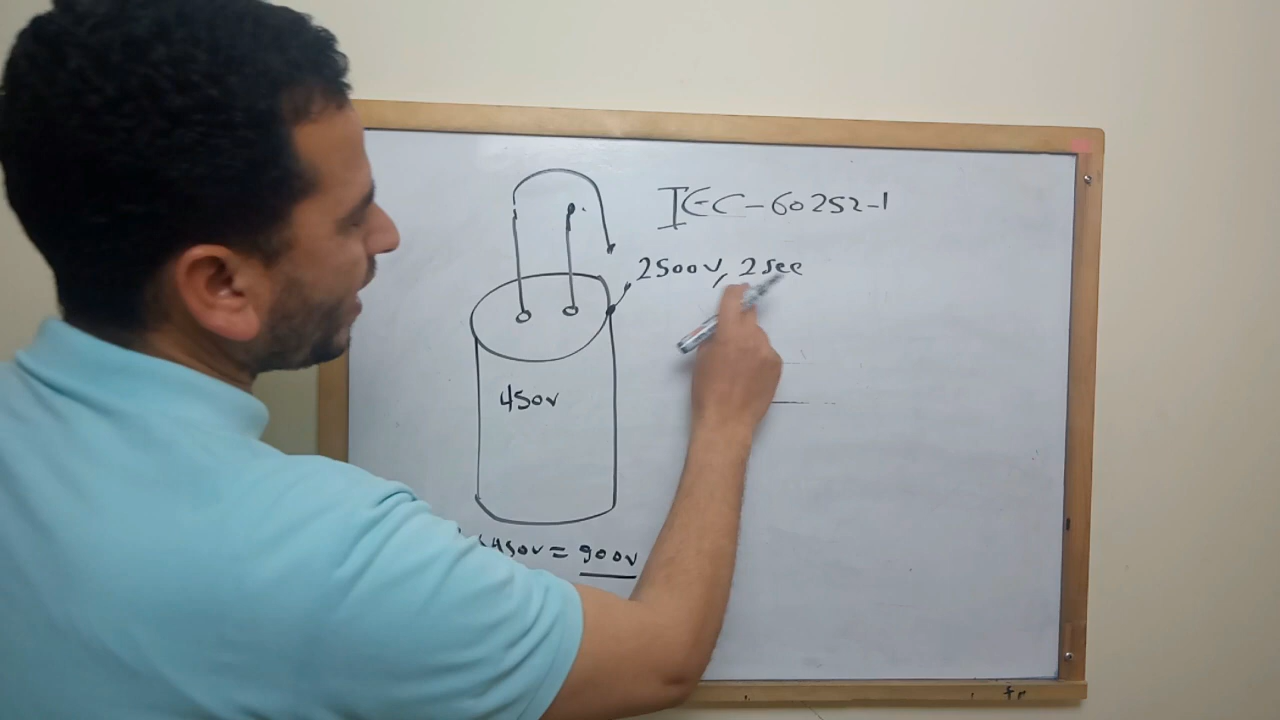 IEC-60252-1
2500v, 2sec
450v
450v = 900v